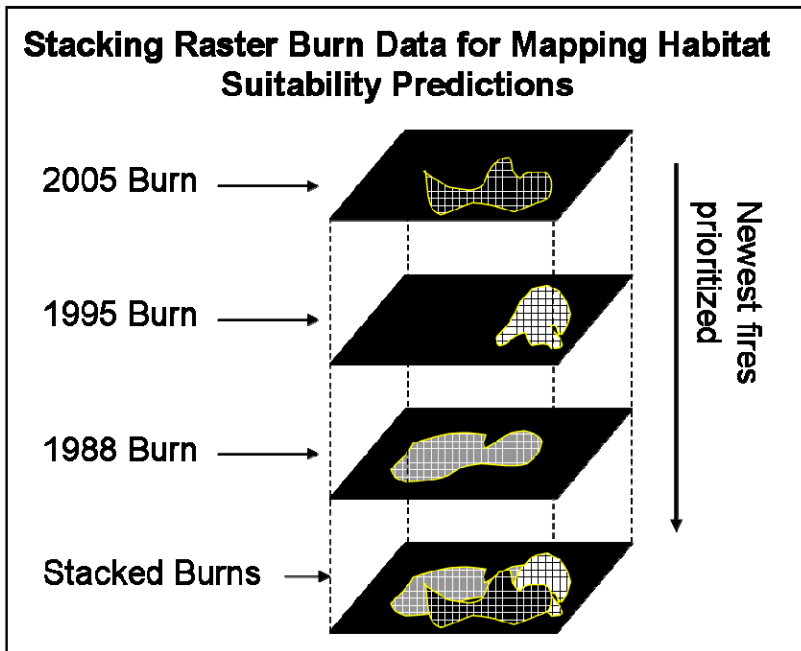 Stacking Raster Burn Data for Mapping Habitat
Suitability Predictions
2005 Burn
1995 Burn
1988 Burn
Stacked Burns
Newest fires
prioritized